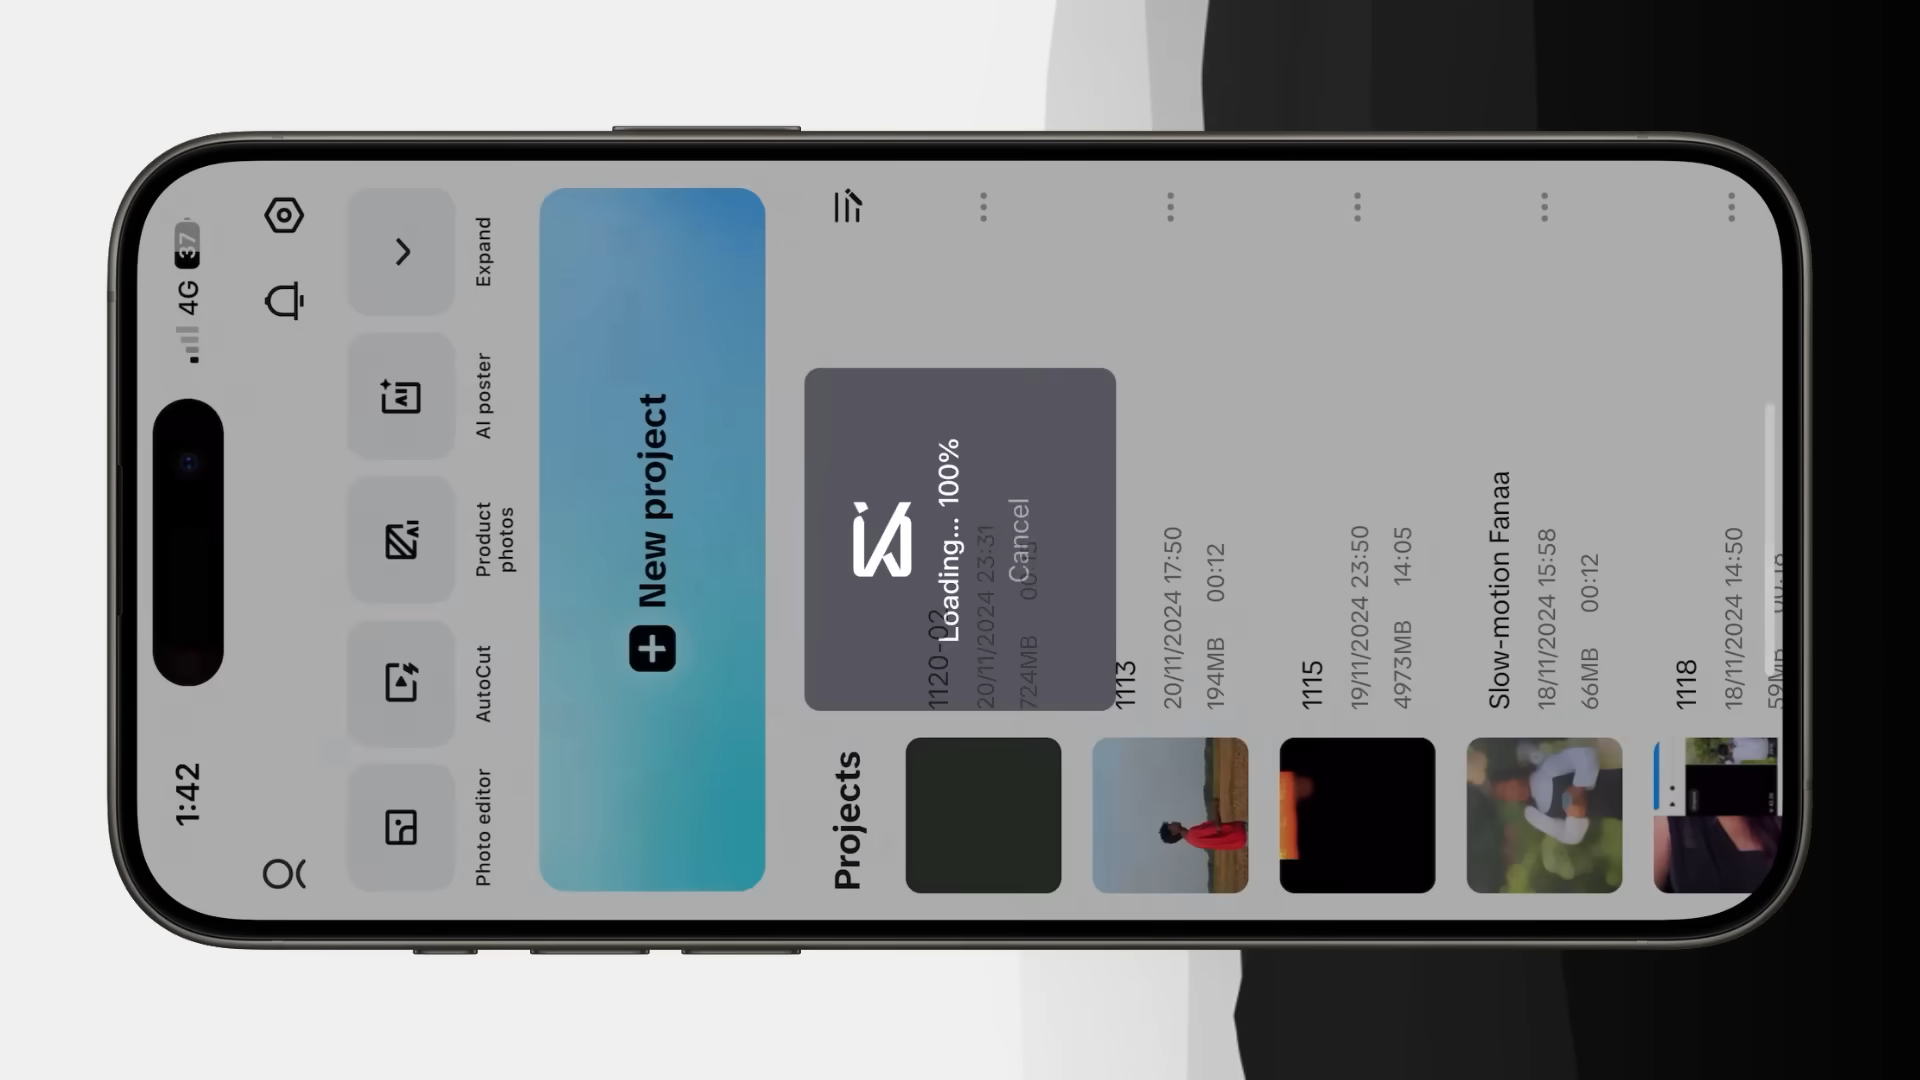 1:42
4G 37
Photo editor
AutoCut
Product
photos
AI poster
Expand
New project
Projects
1120-02
20/11/2024 23:31
724MB
Loading... 100%
Cancel
1113
20/11/2024 17:50
194MB 00:12
1115
19/11/2024 23:50
4973MB 14:05
Slow-motion Fanaa
18/11/2024 15:58
66MB 00:12
1118
18/11/2024 14:50
59MB